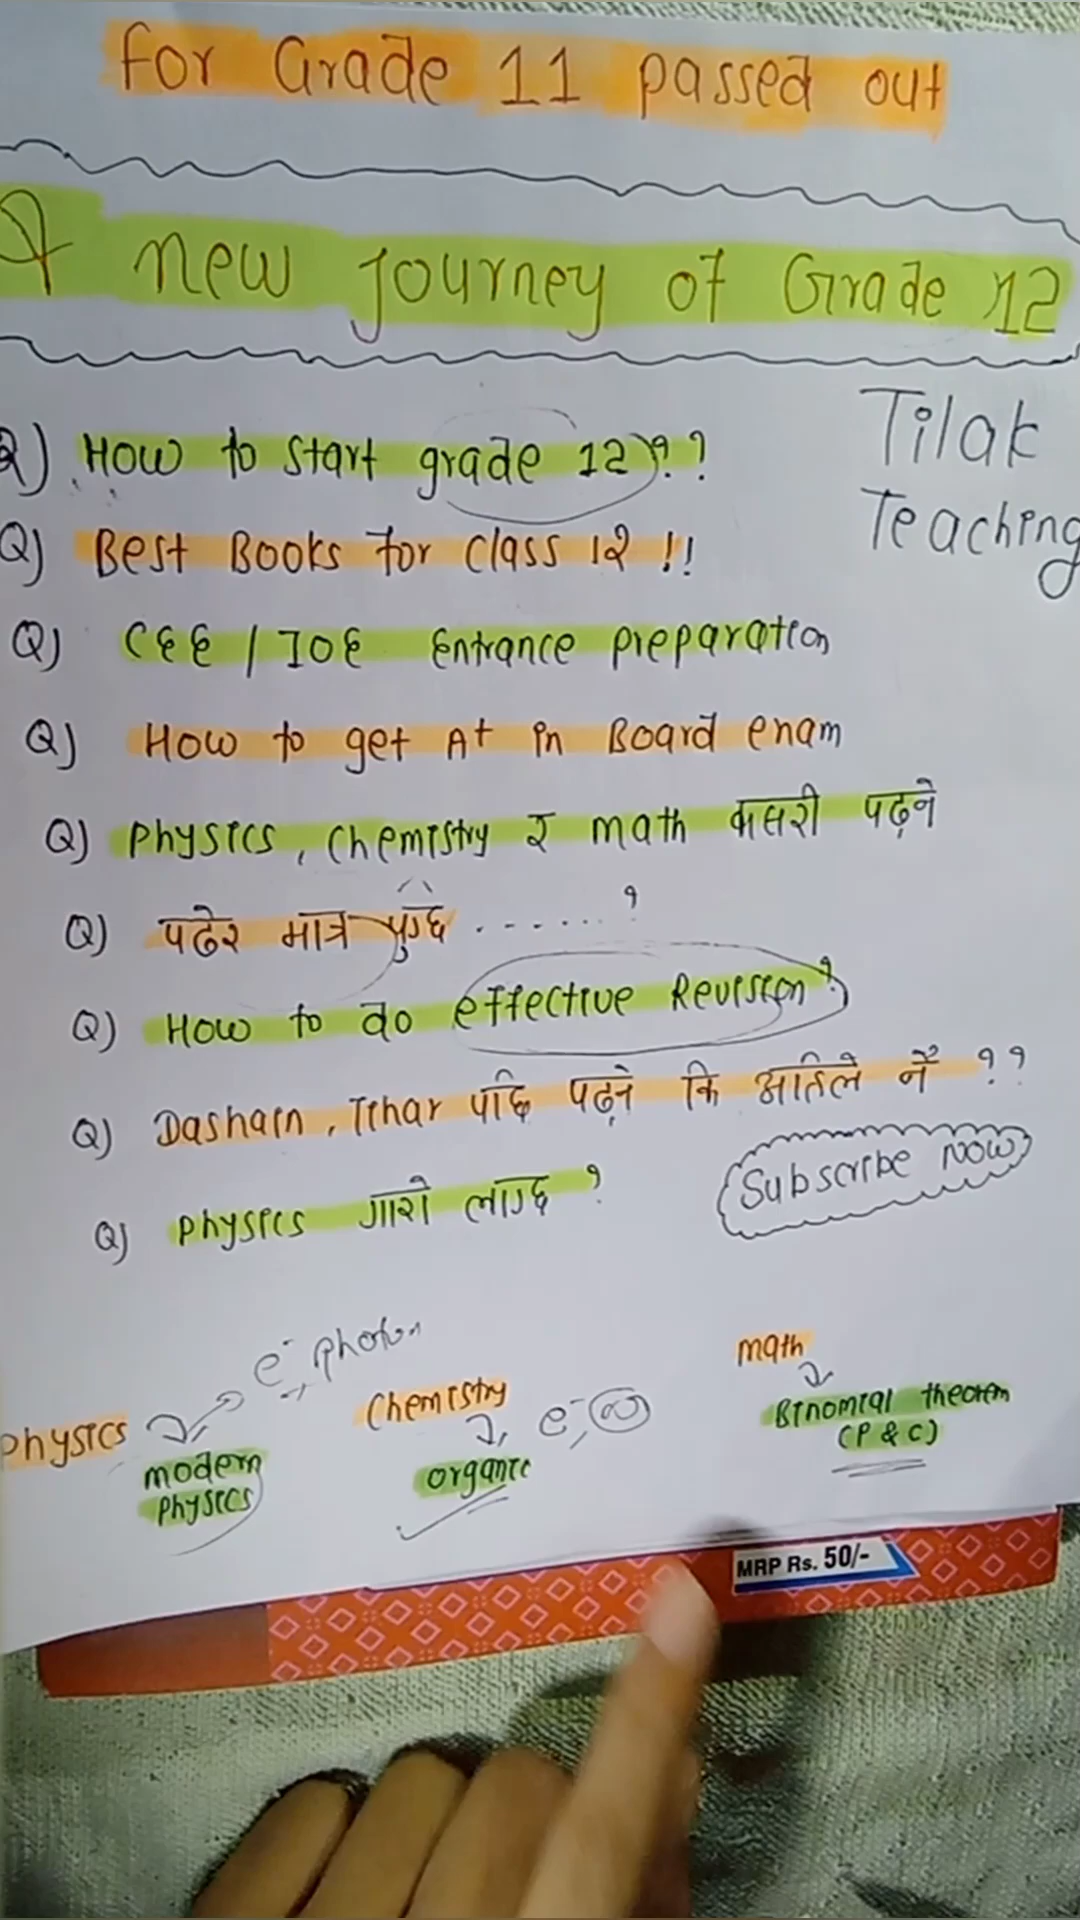 For Grade 11 passed out
A new journey of Grade 12
Q) How to start grade 12 ??
Tilak
Teaching
Q) Best Books for class 12 !!
Q) CEE / IOE Entrance preparation
Q) How to get A+ in Board enam
Q) Physics, Chemistry र math कसरी पढ्ने
Q) पढेर मात्र पुग्छ ....... ?
Q) How to do effective Revision ?
Q) Dashain, Tihar पछि पढ्ने कि अहिले नै ??
Subscribe Now
Q) physics गारो लाग्छ ?
e- photon
Physics
modern
physics
Chemistry
e-,
organic
math
Binomial theorem
(P & C)
MRP Rs. 50/-